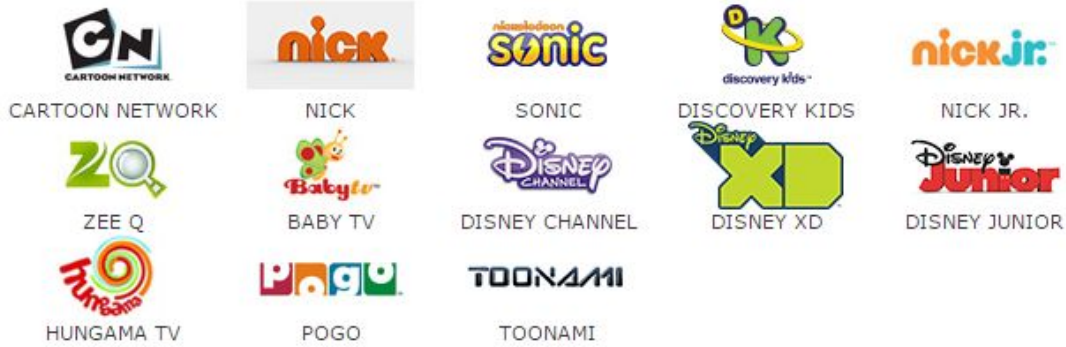 CN nick nickelodeon sonic D K discovery kids nick jr.
CARTOON NETWORK
CARTOON NETWORK NICK SONIC DISCOVERY KIDS NICK JR.
ZQ Babytv Disney CHANNEL Disney XD Disney Junior
ZEE Q BABY TV DISNEY CHANNEL DISNEY XD DISNEY JUNIOR
hungama pogo TOONAMI
HUNGAMA TV POGO TOONAMI